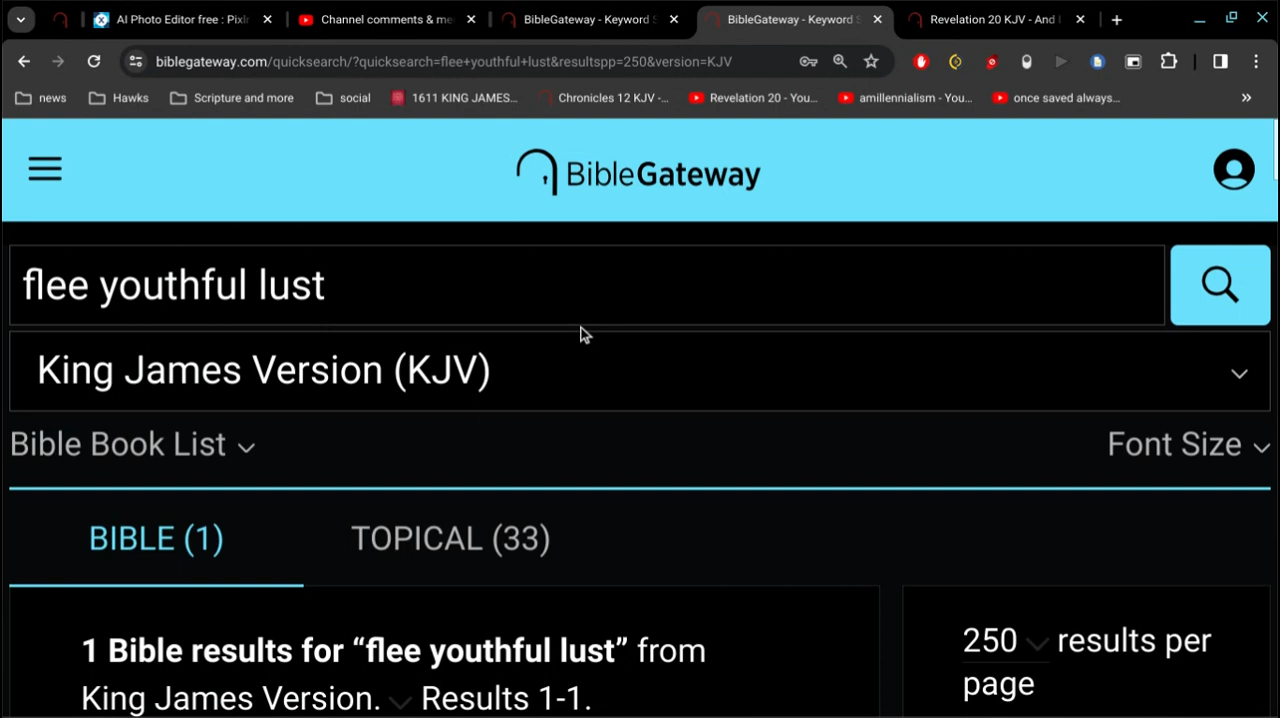 AI Photo Editor free : Pixlr
Channel comments & me
BibleGateway - Keyword S
BibleGateway - Keyword S
Revelation 20 KJV - And I
biblegateway.com/quicksearch/?quicksearch=flee+youthful+lust&resultspp=250&version=KJV
news
Hawks
Scripture and more
social
1611 KING JAMES...
Chronicles 12 KJV -...
Revelation 20 - You...
amillennialism - You...
once saved always...
BibleGateway
flee youthful lust
King James Version (KJV)
Bible Book List
Font Size
BIBLE (1)
TOPICAL (33)
1 Bible results for “flee youthful lust” from
King James Version. Results 1-1.
250 results per
page